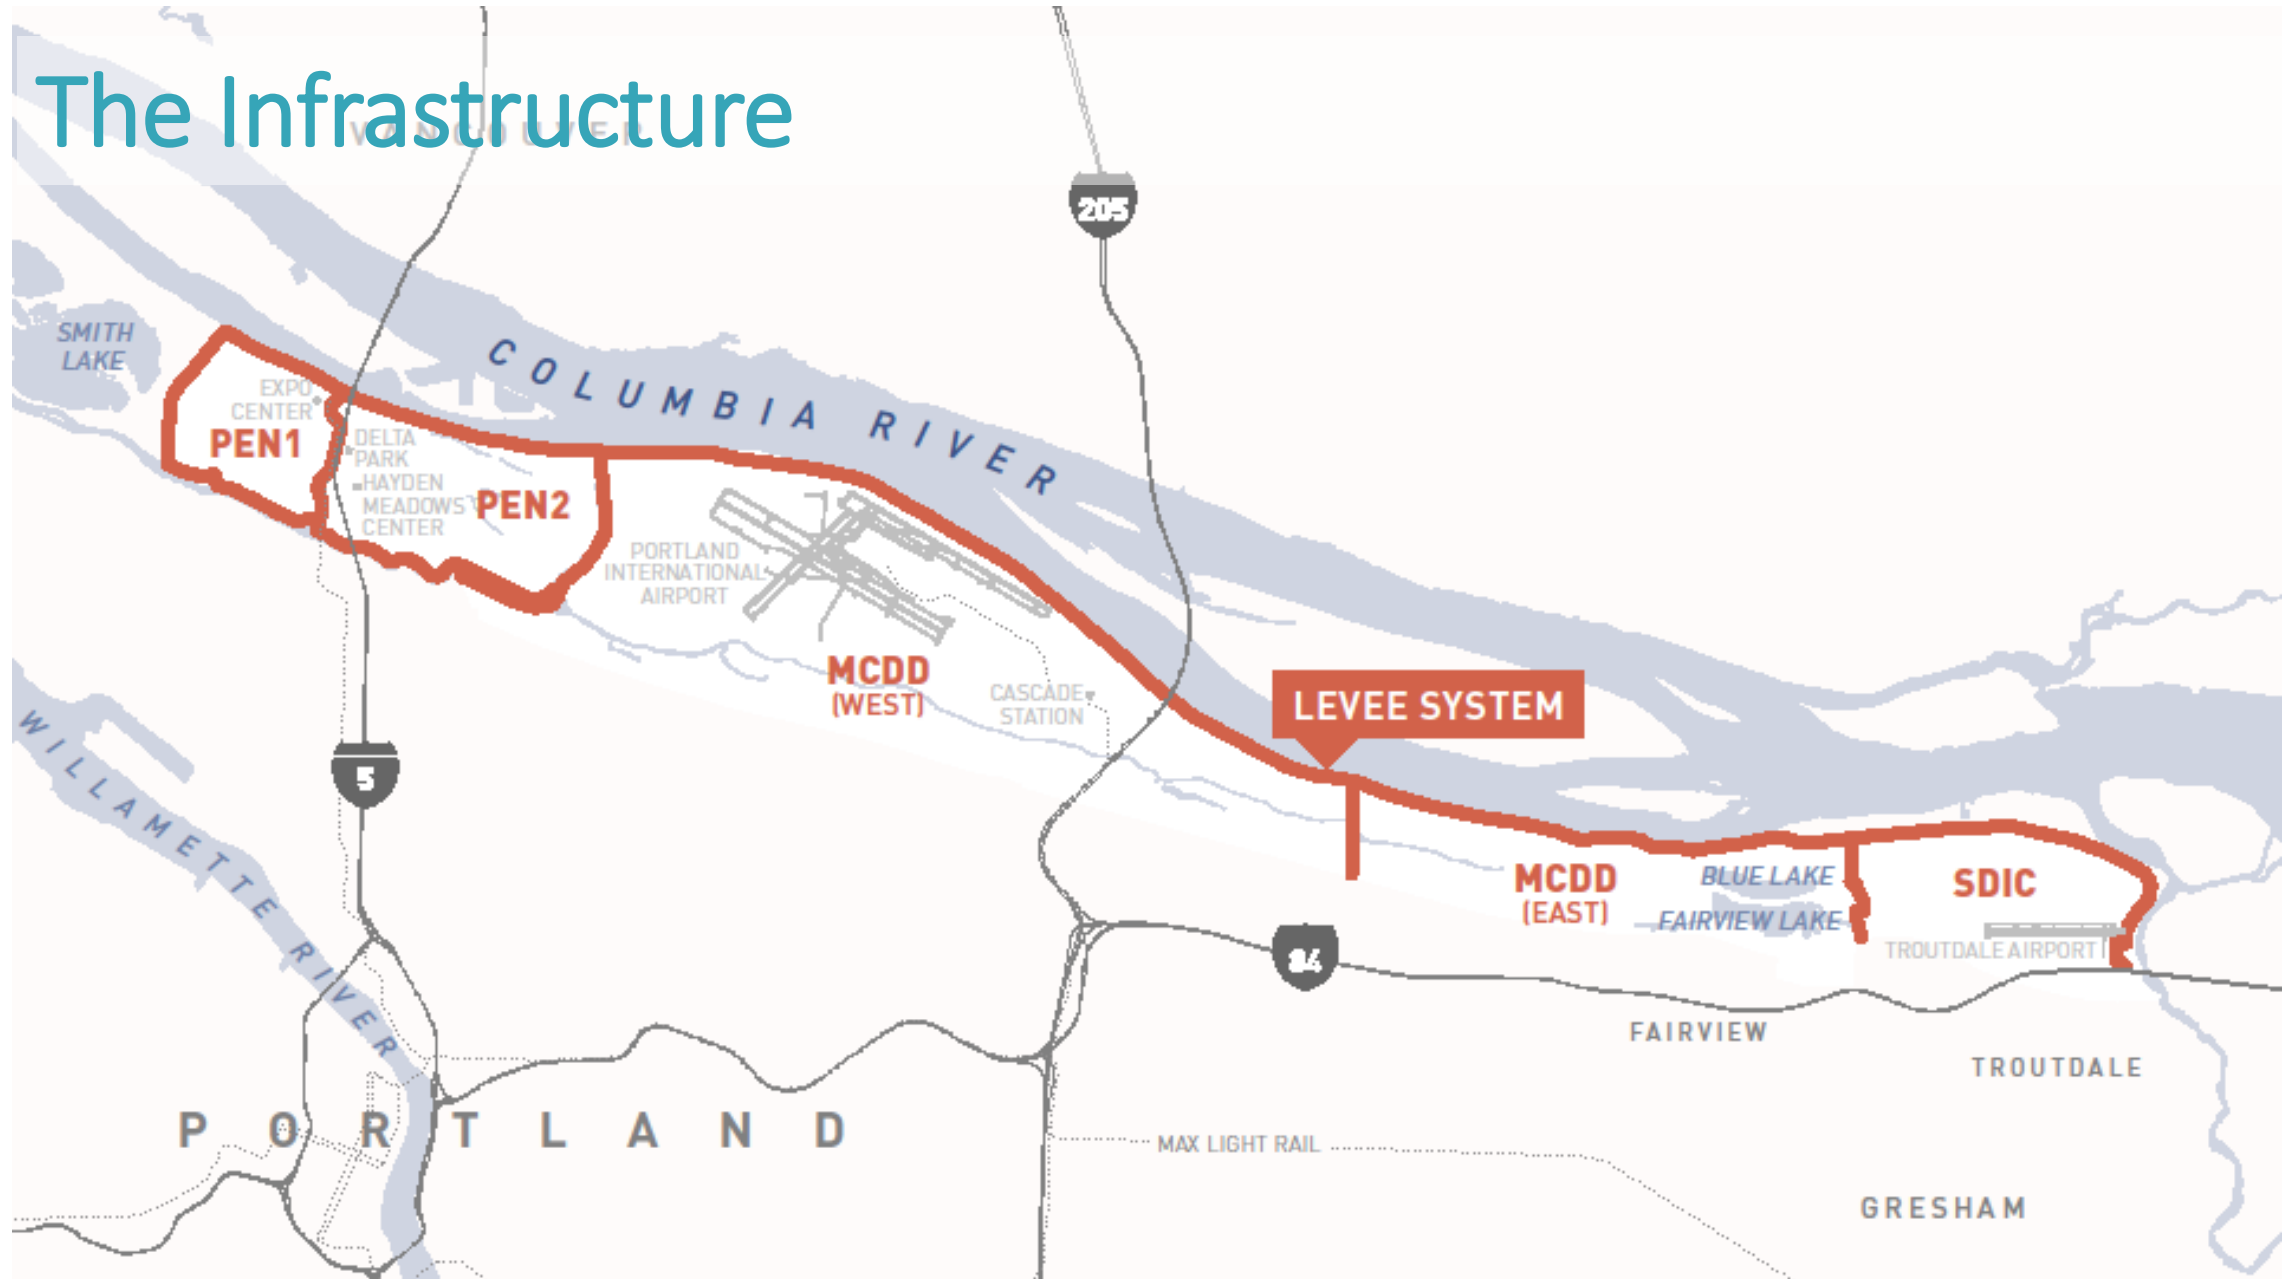 The Infrastructure
VANCOUVER
205
SMITH
LAKE
COLUMBIA RIVER
EXPO
CENTER
PEN1
DELTA
PARK
HAYDEN
MEADOWS
CENTER
PEN2
PORTLAND
INTERNATIONAL
AIRPORT
MCDD
(WEST)
CASCADE
STATION
LEVEE SYSTEM
WILLAMETTE RIVER
5
MCDD
(EAST)
BLUE LAKE
FAIRVIEW LAKE
SDIC
TROUTDALE AIRPORT
84
FAIRVIEW
TROUTDALE
PORTLAND
MAX LIGHT RAIL
GRESHAM